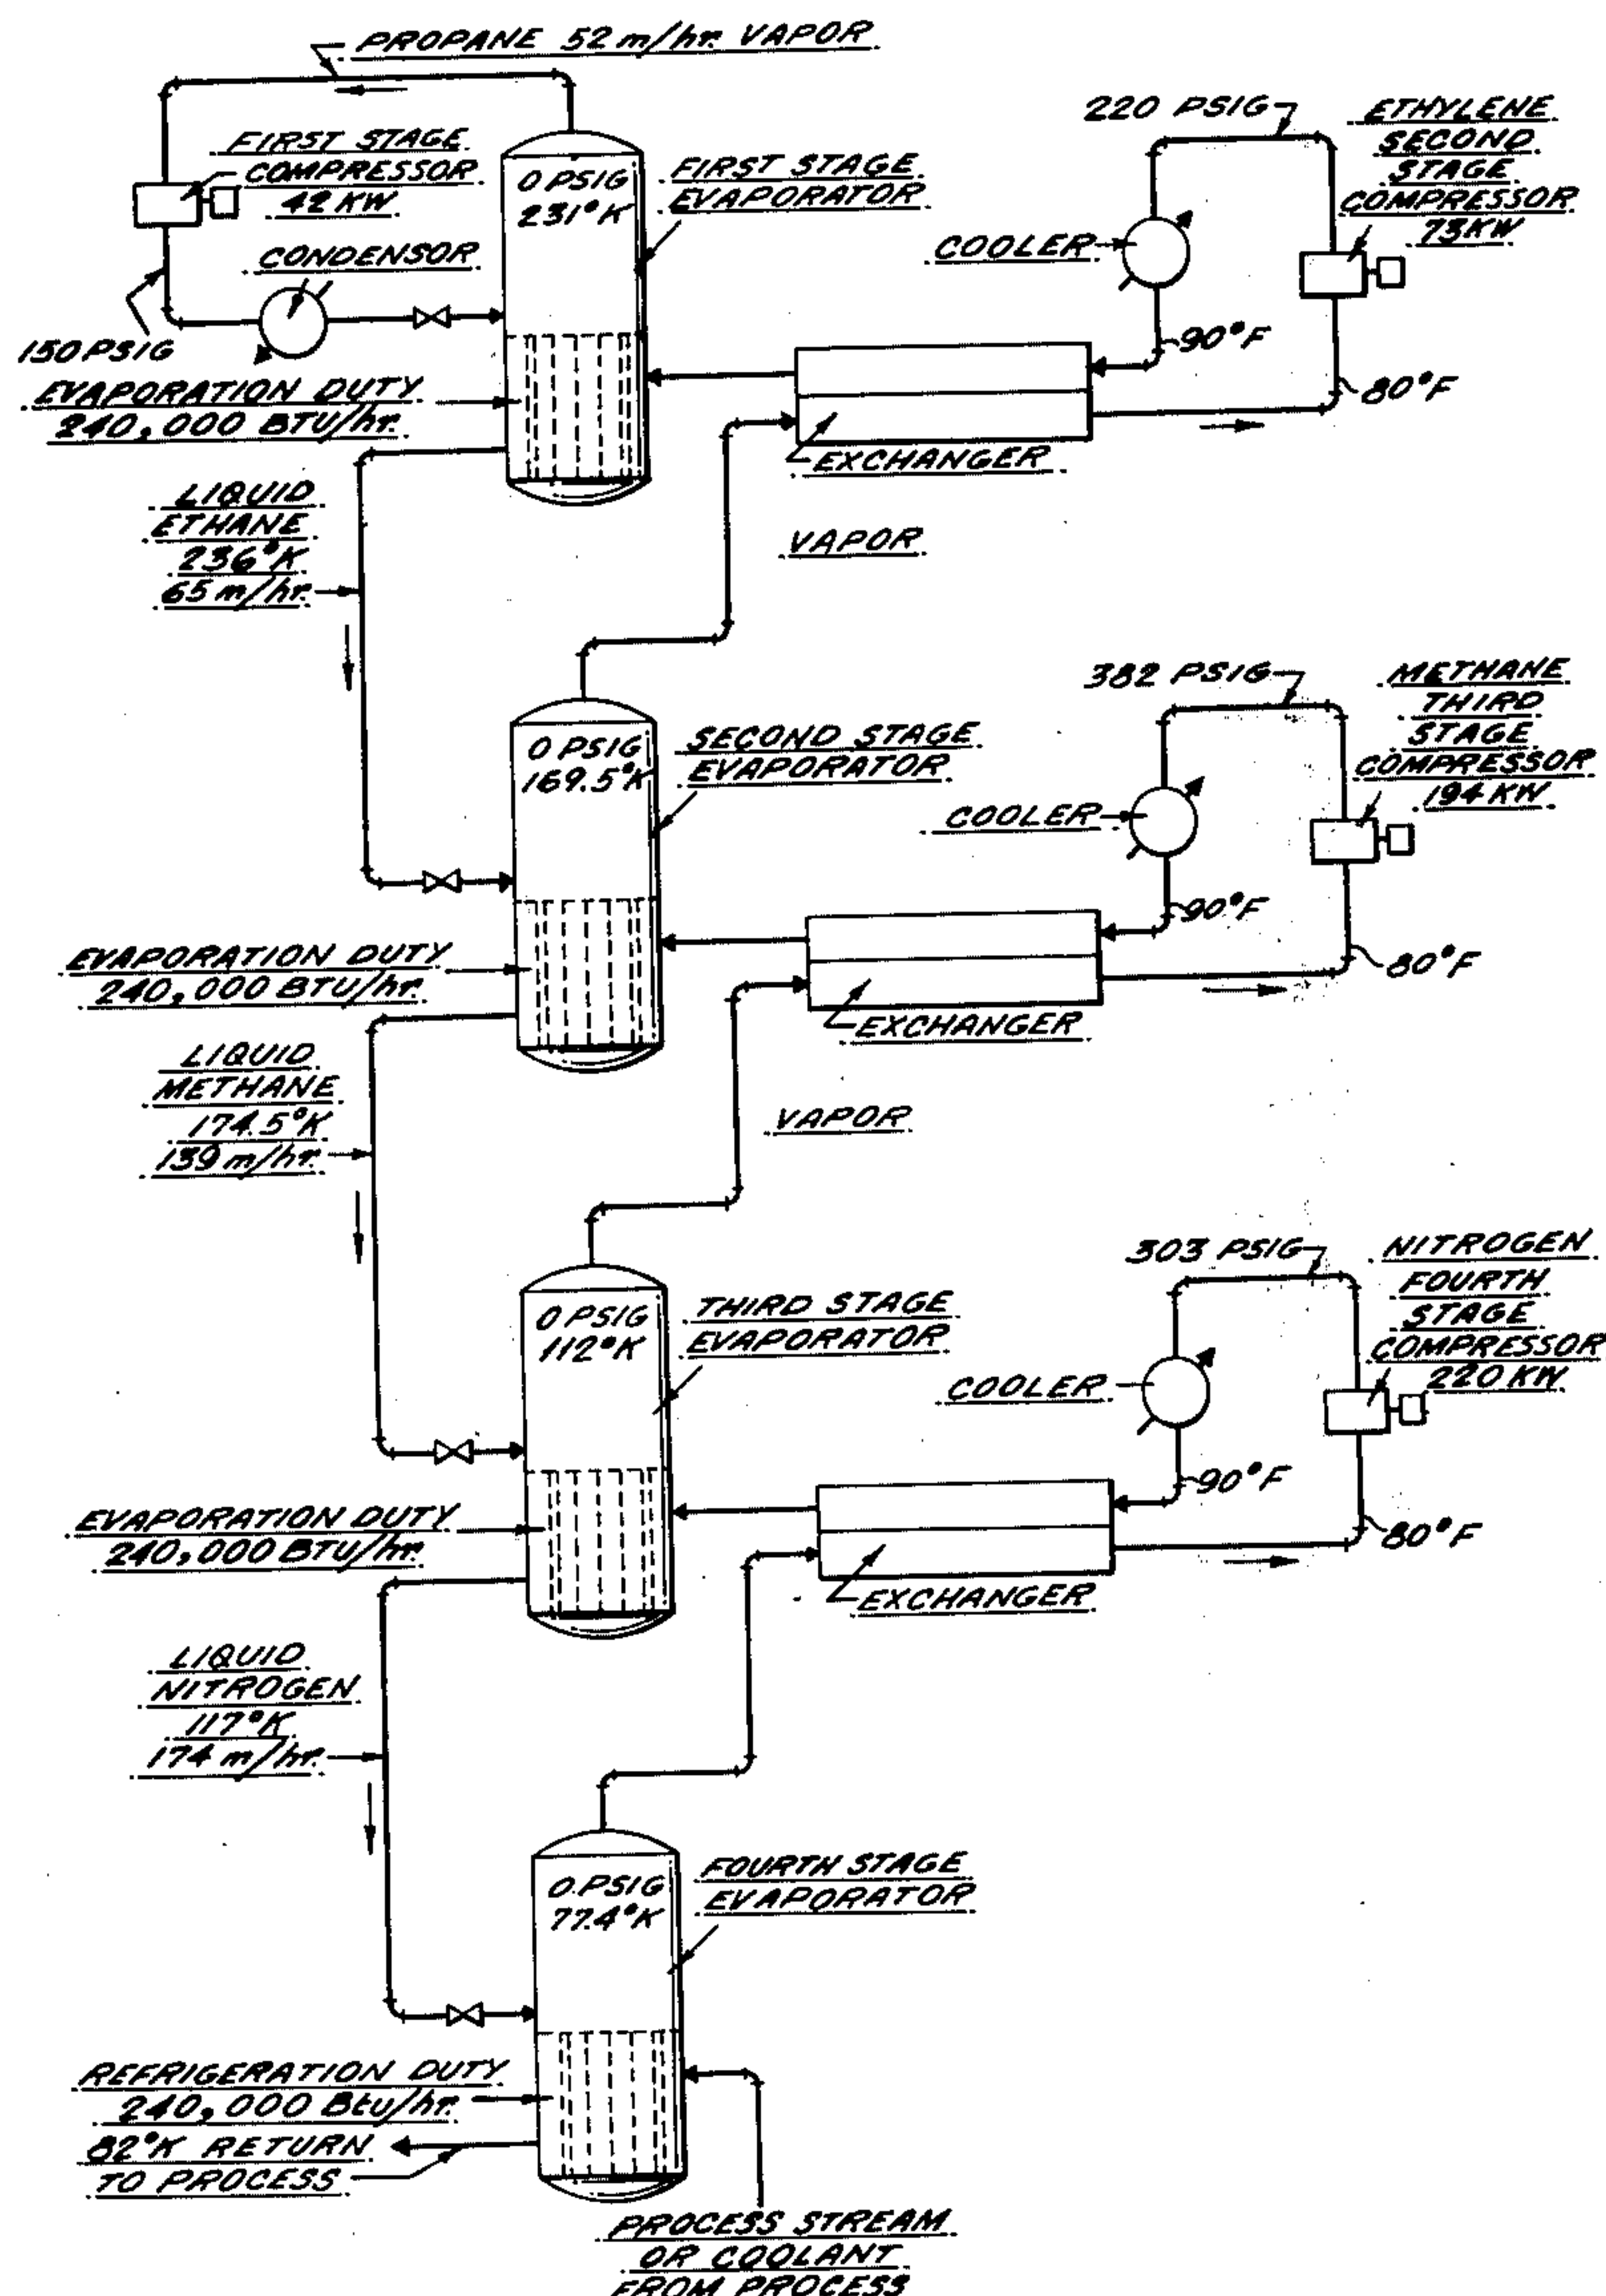 PROPANE 52 m/hr. VAPOR
FIRST STAGE
COMPRESSOR
42 KW
CONDENSOR
150 PSIG
0 PSIG
231°K
FIRST STAGE
EVAPORATOR
EVAPORATION DUTY
240,000 BTU/hr.
220 PSIG
ETHYLENE
SECOND
STAGE
COMPRESSOR
73KW
COOLER
90°F
80°F
EXCHANGER
LIQUID
ETHANE
236°K
65 m/hr.
VAPOR
0 PSIG
169.5°K
SECOND STAGE
EVAPORATOR
EVAPORATION DUTY
240,000 BTU/hr.
382 PSIG
METHANE
THIRD
STAGE
COMPRESSOR
194 KW
COOLER
90°F
80°F
EXCHANGER
LIQUID
METHANE
174.5°K
139 m/hr.
VAPOR
0 PSIG
112°K
THIRD STAGE
EVAPORATOR
EVAPORATION DUTY
240,000 BTU/hr.
303 PSIG
NITROGEN
FOURTH
STAGE
COMPRESSOR
220 KW
COOLER
90°F
80°F
EXCHANGER
LIQUID
NITROGEN
117°K
174 m/hr.
0 PSIG
77.4°K
FOURTH STAGE
EVAPORATOR
REFRIGERATION DUTY
240,000 Btu/hr.
82°K RETURN
TO PROCESS
PROCESS STREAM
OR COOLANT
FROM PROCESS